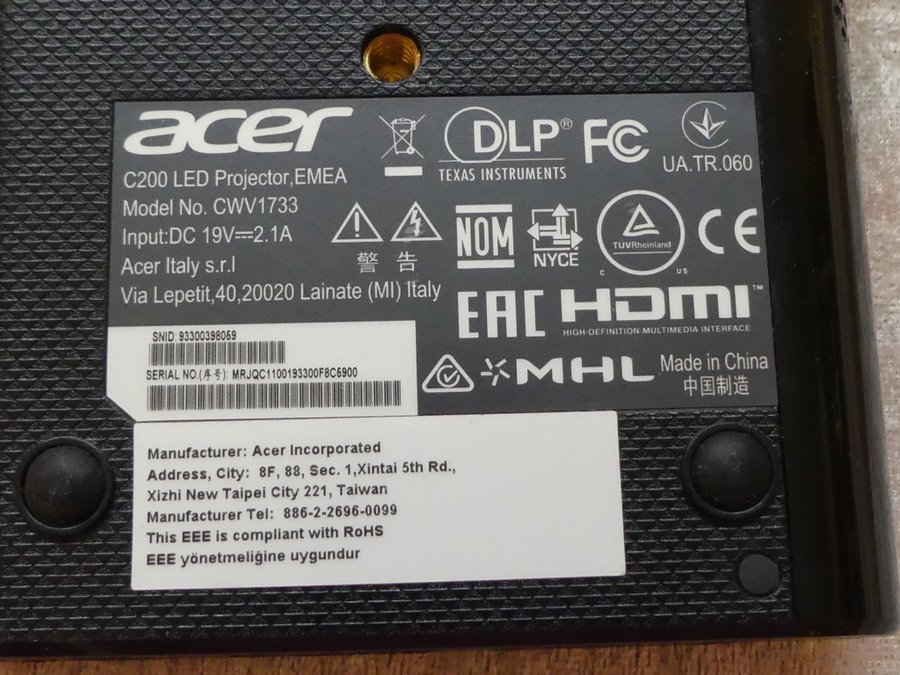 acer
C200 LED Projector,EMEA
Model No. CWV1733
Input:DC 19V⎓2.1A
Acer Italy s.r.l
Via Lepetit,40,20020 Lainate (MI) Italy
警 告
DLP®
TEXAS INSTRUMENTS
FC
UA.TR.060
NOM
NYCE
TÜVRheinland
C US
CE
EAC
HDMI™
HIGH-DEFINITION MULTIMEDIA INTERFACE
MHL
Made in China
中国制造
SNID: 93300398059
SERIAL NO.(序号): MRJQC1100193300F8C5900
Manufacturer: Acer Incorporated
Address, City: 8F, 88, Sec. 1,Xintai 5th Rd.,
Xizhi New Taipei City 221, Taiwan
Manufacturer Tel: 886-2-2696-0099
This EEE is compliant with RoHS
EEE yönetmeliğine uygundur